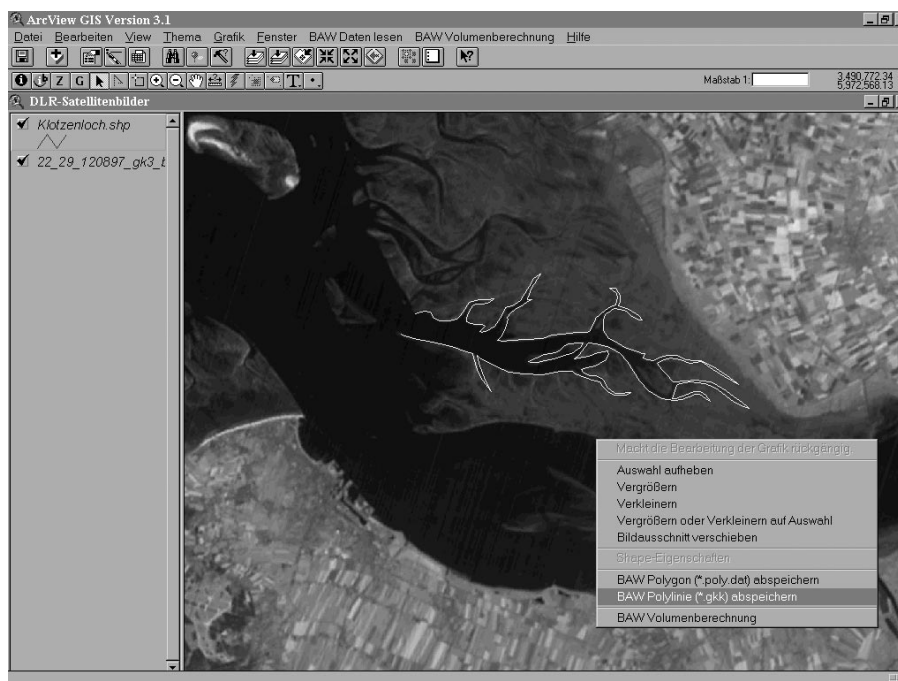 ArcView GIS Version 3.1
Datei Bearbeiten View Thema Grafik Fenster BAW Daten lesen BAW Volumenberechnung Hilfe
Z G T
Maßstab 1:
3,490,772.34
5,972,568.13
DLR-Satellitenbilder
Klotzenloch.shp
22_29_120897_gk3_b
Macht die Bearbeitung der Grafik rückgängig.
Auswahl aufheben
Vergrößern
Verkleinern
Vergrößern oder Verkleinern auf Auswahl
Bildausschnitt verschieben
Shape-Eigenschaften
BAW Polygon (*.poly.dat) abspeichern
BAW Polylinie (*.gkk) abspeichern
BAW Volumenberechnung